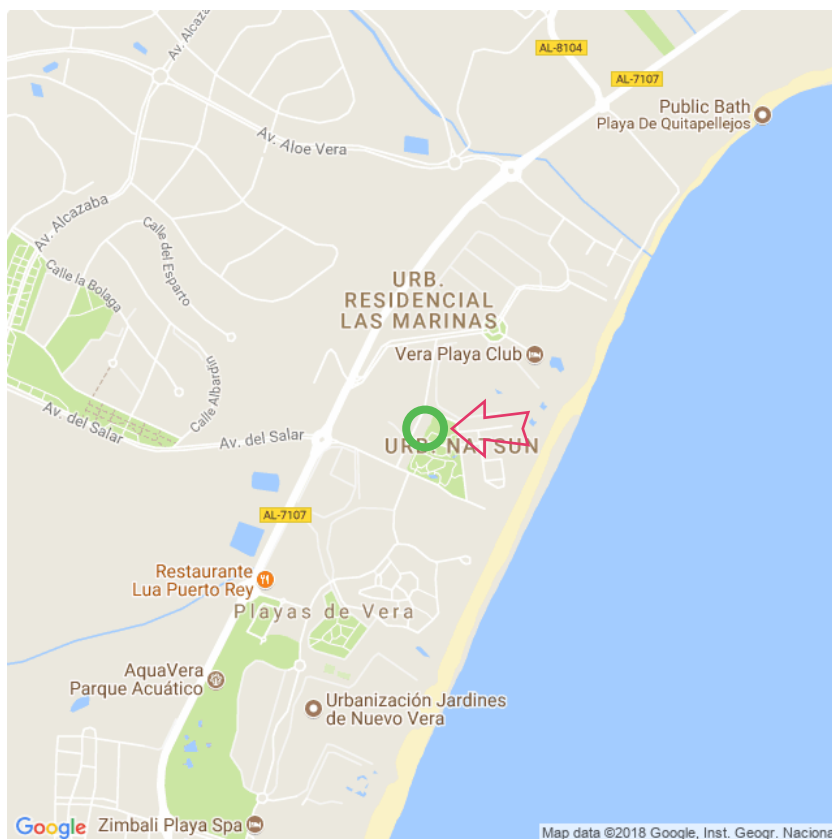 Av. Alcazaba
AL-8104
AL-7107
Public Bath
Playa De Quitapellejos
Av. Aloe Vera
Av. Alcazaba
Calle del Esparto
Calle la Bolaga
URB.
RESIDENCIAL
LAS MARINAS
Vera Playa Club
Calle Albardin
Av. del Salar
Av. del Salar
URB. NATSUN
AL-7107
Restaurante
Lua Puerto Rey
Playas de Vera
AquaVera
Parque Acuático
Urbanización Jardines
de Nuevo Vera
Google
Zimbali Playa Spa
Map data ©2018 Google, Inst. Geogr. Naciona